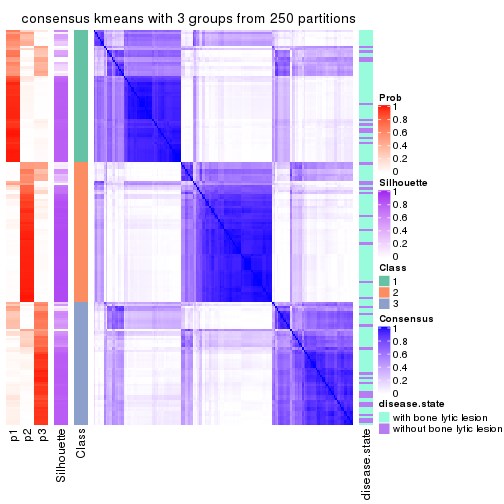 consensus kmeans with 3 groups from 250 partitions
Prob
1
0.8
0.6
0.4
0.2
0
Silhouette
1
0.8
0.6
0.4
0.2
0
Class
1
2
3
Consensus
1
0.8
0.6
0.4
0.2
0
disease.state
with bone lytic lesion
without bone lytic lesion
p1
p2
p3
Silhouette
Class
disease.state